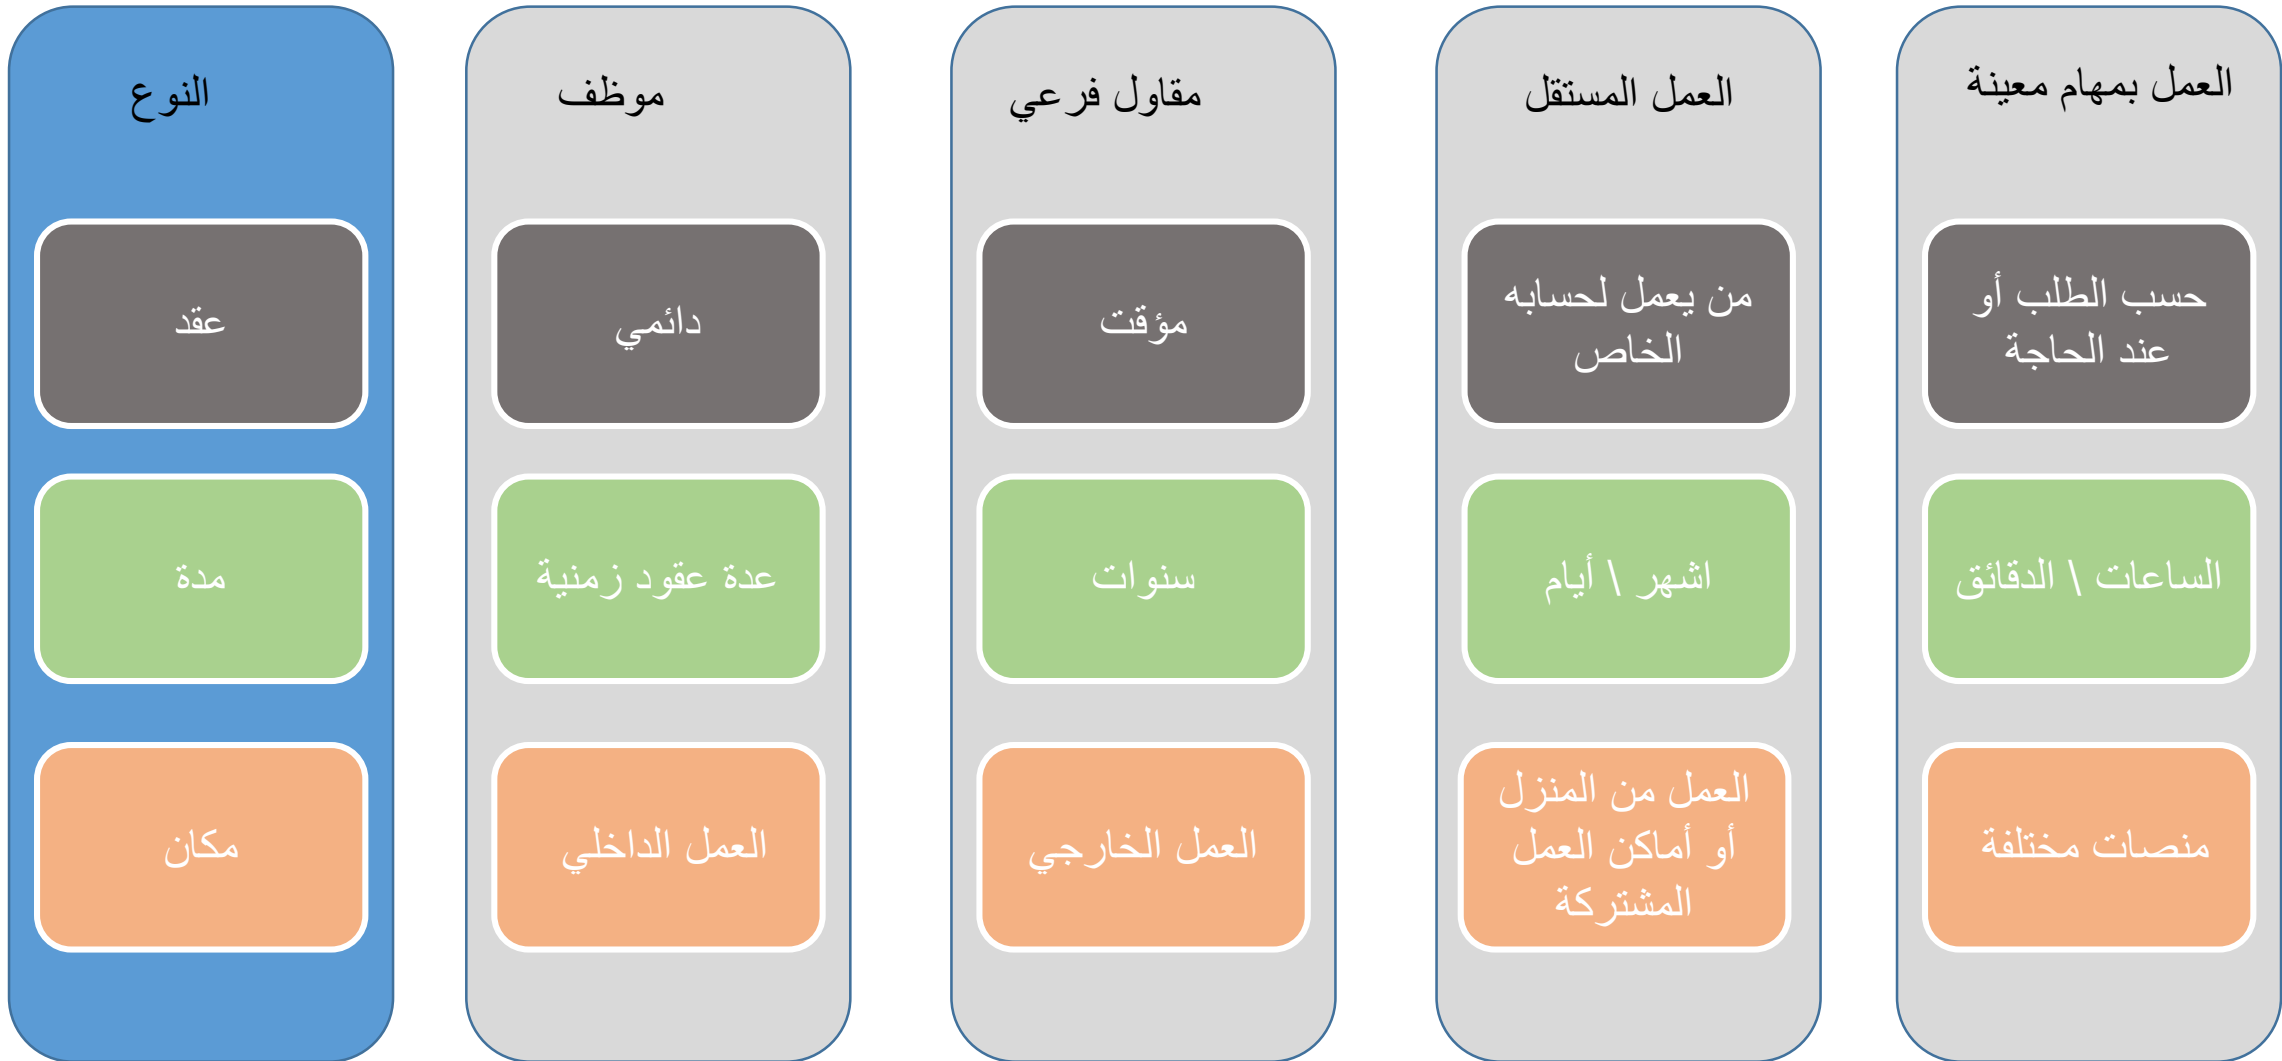 النوع
عقد
مدة
مكان
موظف
دائمي
عدة عقود زمنية
العمل الداخلي
مقاول فرعي
مؤقت
سنوات
العمل الخارجي
العمل المستقل
من يعمل لحسابه
الخاص
اشهر \ أيام
العمل من المنزل
أو أماكن العمل
المشتركة
العمل بمهام معينة
حسب الطلب أو
عند الحاجة
الساعات \ الدقائق
منصات مختلفة